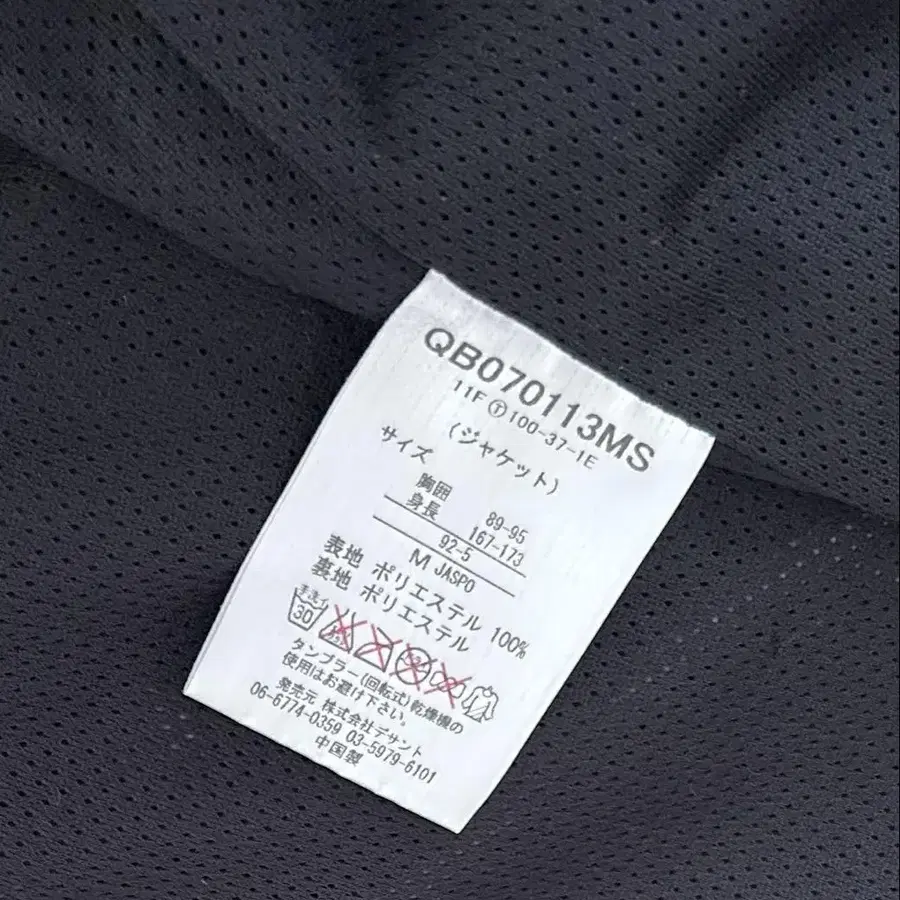 QB070113MS
11F Ⓣ100-37-1E
(ジャケット)
サイズ
胸囲 89-95
身長 167-173
92-5
M JASPO
表地 ポリエステル 100%
裏地 ポリエステル
手洗イ
30
タンブラー(回転式)乾燥機の
使用はお避け下さい。
発売元 株式会社デサント
06-6774-0359 03-5979-6101
中国製